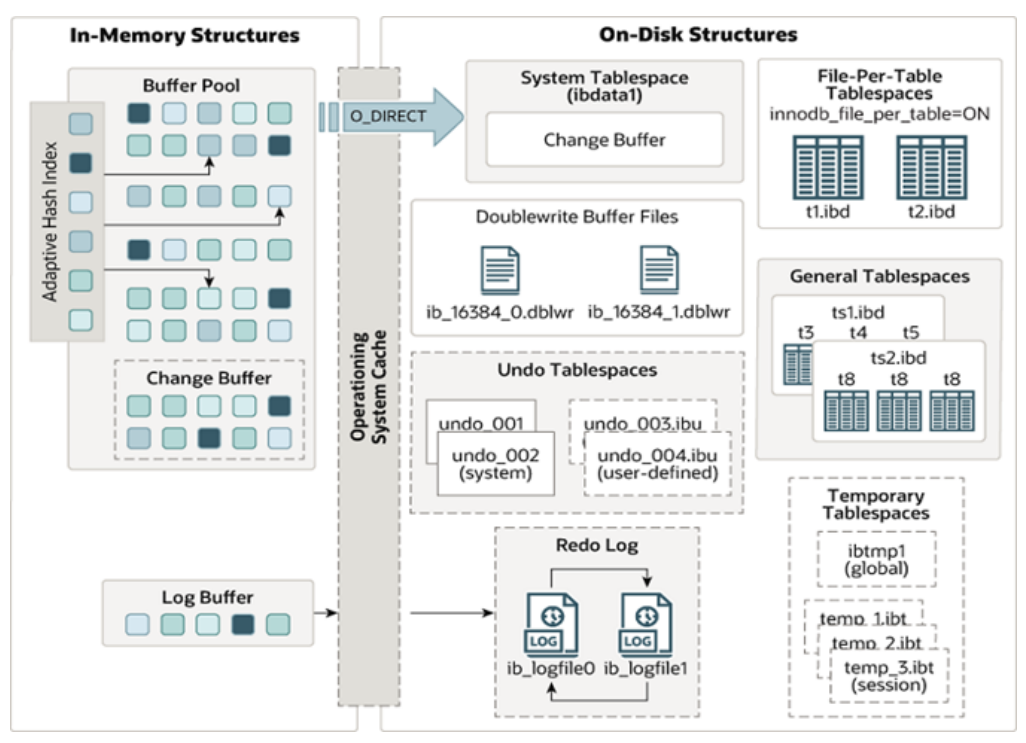 In-Memory Structures
Buffer Pool
Adaptive Hash Index
Change Buffer
Log Buffer
Operationing
System Cache
O_DIRECT
On-Disk Structures
System Tablespace
(ibdata1)
Change Buffer
Doublewrite Buffer Files
ib_16384_0.dblwr ib_16384_1.dblwr
Undo Tablespaces
undo_001
undo_002
(system)
undo_003.ibu
undo_004.ibu
(user-defined)
Redo Log
LOG LOG
ib_logfile0 ib_logfile1
File-Per-Table
Tablespaces
innodb_file_per_table=ON
t1.ibd t2.ibd
General Tablespaces
ts1.ibd
t3 t4 t5
ts2.ibd
t8 t8 t8
Temporary
Tablespaces
ibtmp1
(global)
temp_1.ibt
temp_2.ibt
temp_3.ibt
(session)